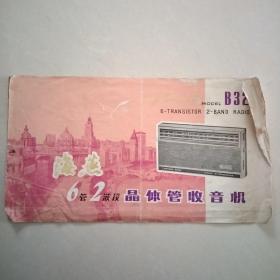 MODEL B32
6-TRANSISTOR 2-BAND RADIO
海燕
6管2波段 晶体管收音机